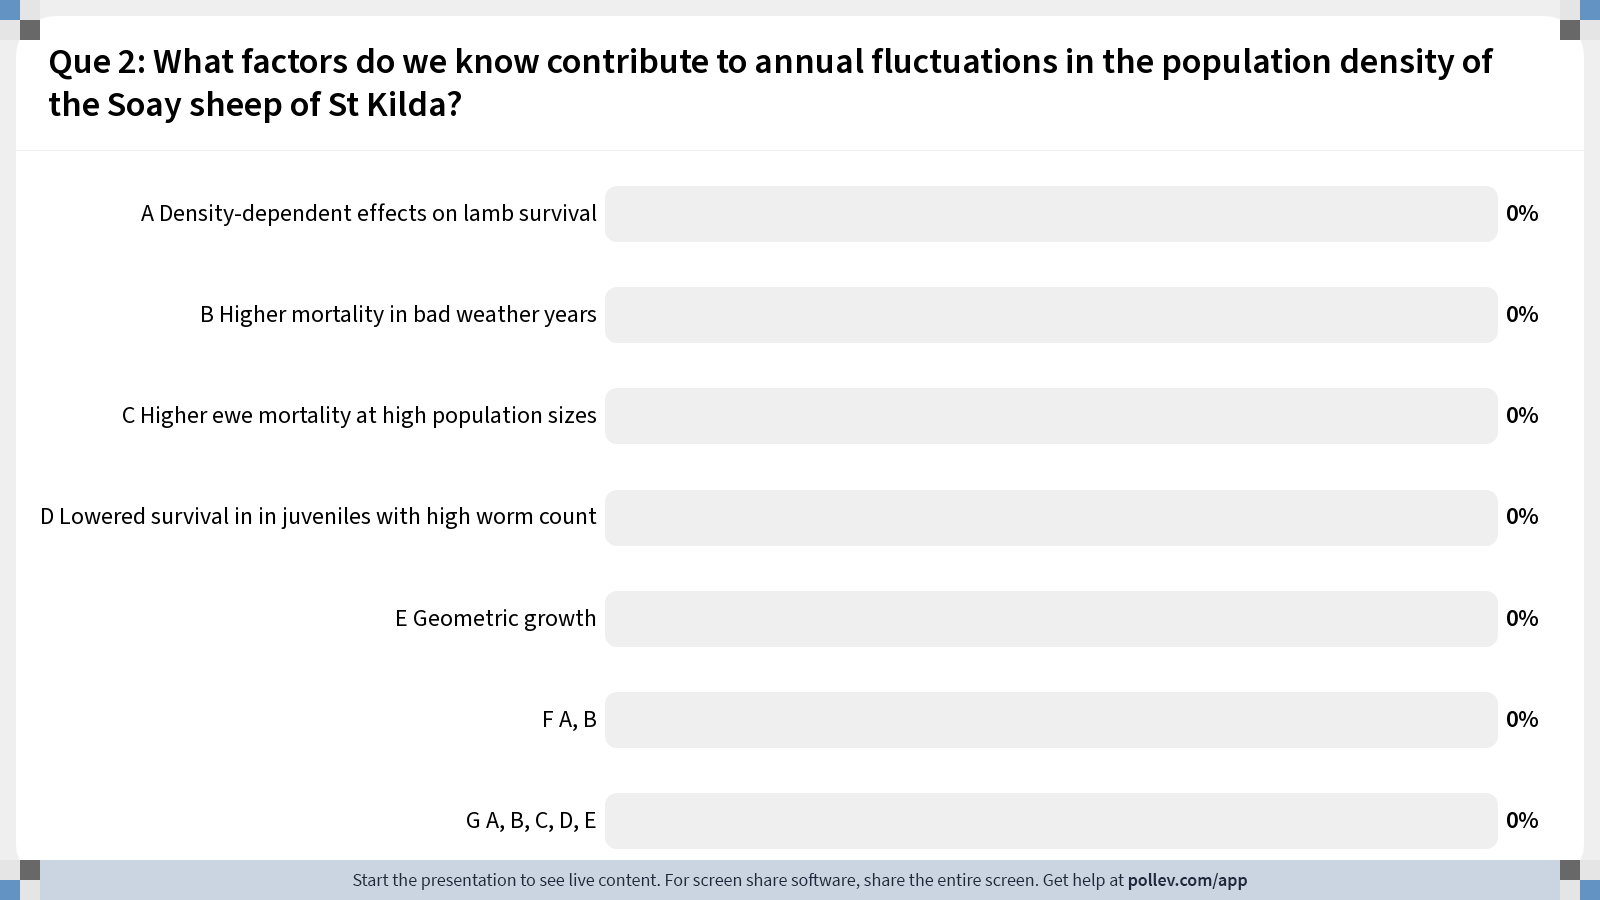 Que 2: What factors do we know contribute to annual fluctuations in the population density of
the Soay sheep of St Kilda?
A Density-dependent effects on lamb survival
0%
B Higher mortality in bad weather years
0%
C Higher ewe mortality at high population sizes
0%
D Lowered survival in in juveniles with high worm count
0%
E Geometric growth
0%
F A, B
0%
G A, B, C, D, E
0%
Start the presentation to see live content. For screen share software, share the entire screen. Get help at pollev.com/app